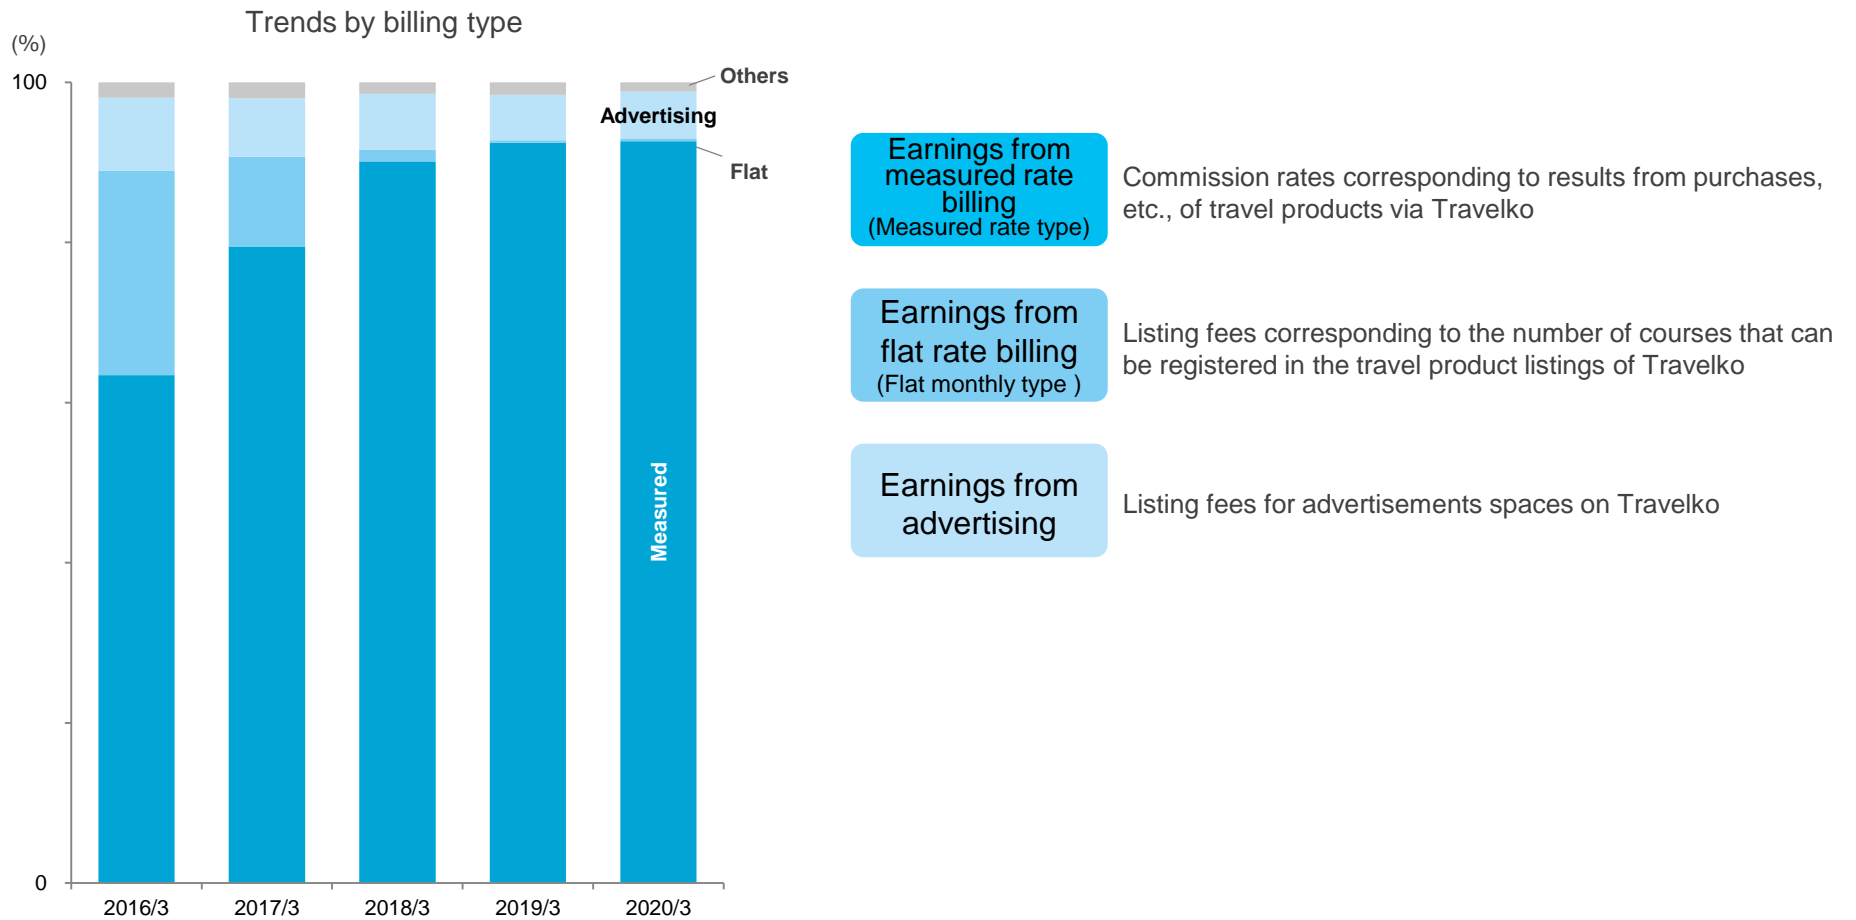 Trends by billing type
(%)
100
Others
Advertising
Flat
Measured
0
2016/3
2017/3
2018/3
2019/3
2020/3
Earnings from
measured rate
billing
(Measured rate type)
Commission rates corresponding to results from purchases,
etc., of travel products via Travelko
Earnings from
flat rate billing
(Flat monthly type )
Listing fees corresponding to the number of courses that can
be registered in the travel product listings of Travelko
Earnings from
advertising
Listing fees for advertisements spaces on Travelko